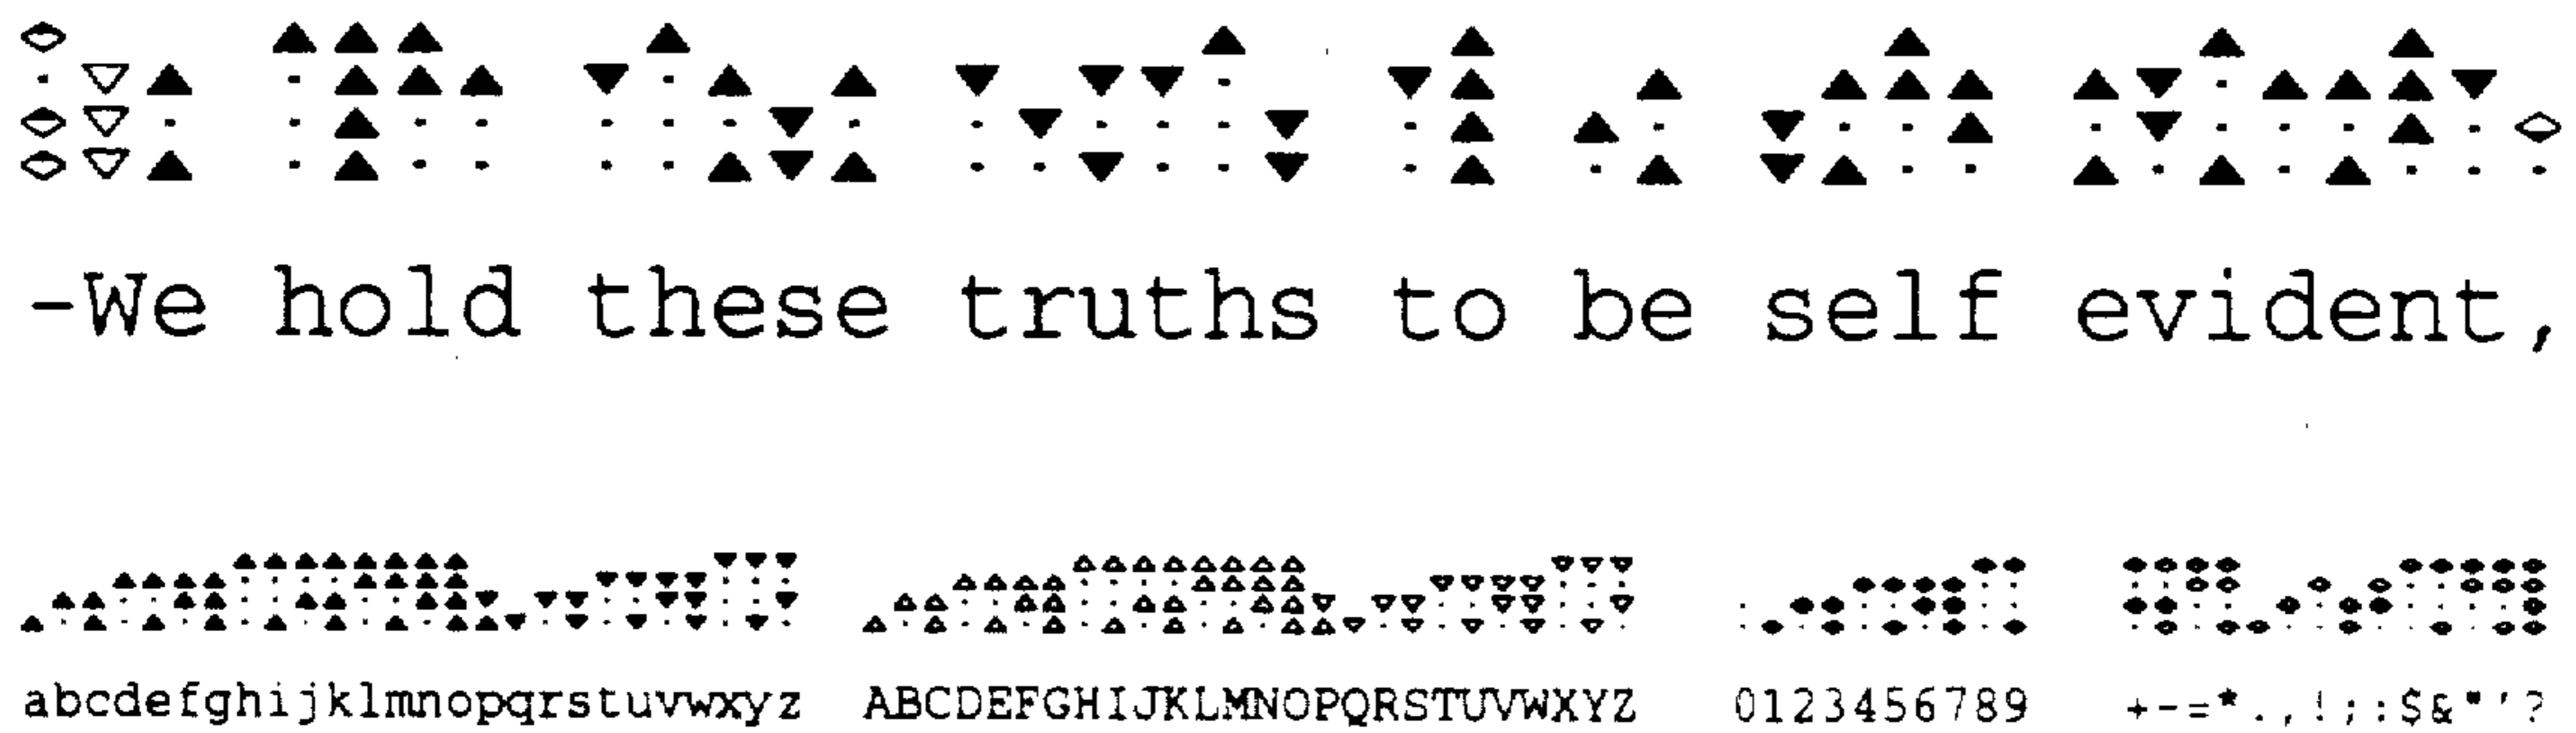 -We hold these truths to be self evident,
abcdefghijklmnopqrstuvwxyz ABCDEFGHIJKLMNOPQRSTUVWXYZ 0123456789 +-=*.,!;:$&"'?